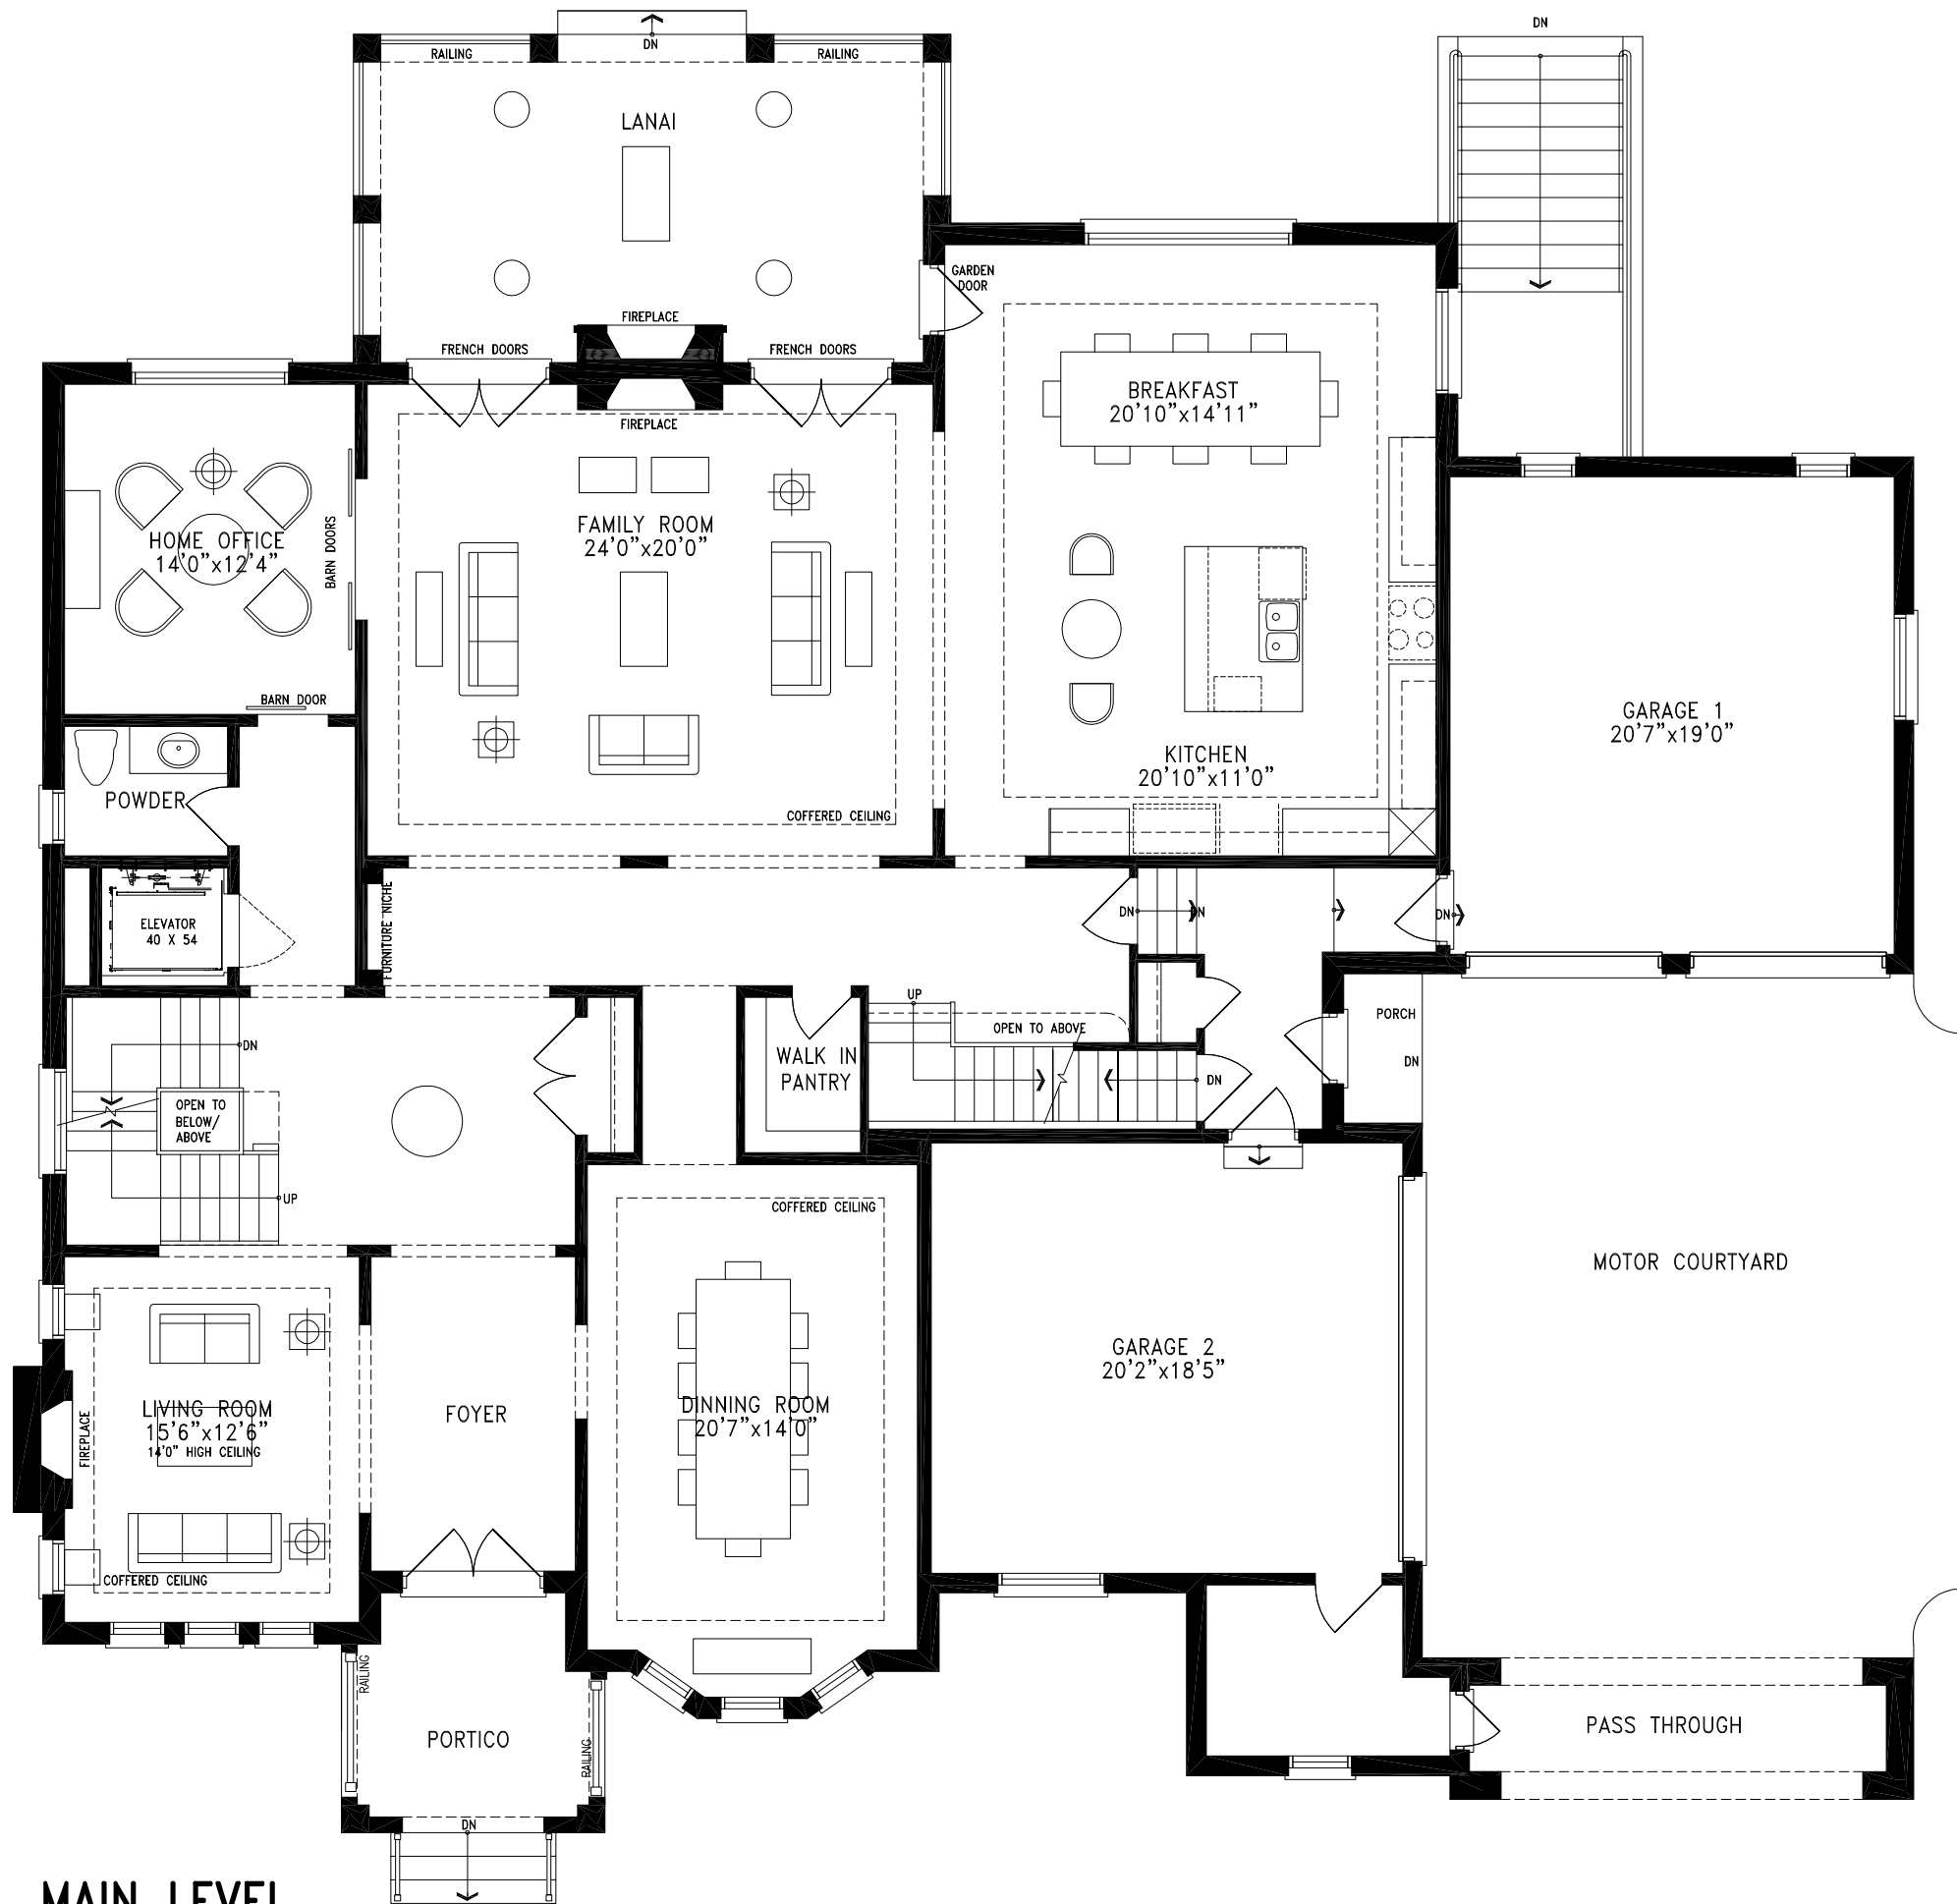 DN
DN
RAILING
RAILING
LANAI
GARDEN
DOOR
FIREPLACE
FRENCH DOORS
FRENCH DOORS
FIREPLACE
BREAKFAST
20'10"x14'11"
HOME OFFICE
14'0"x12'4"
BARN DOORS
FAMILY ROOM
24'0"x20'0"
BARN DOOR
GARAGE 1
20'7"x19'0"
KITCHEN
20'10"x11'0"
POWDER
COFFERED CEILING
ELEVATOR
40 X 54
FURNITURE NICHE
DN
DN
DN
UP
OPEN TO ABOVE
PORCH
DN
WALK IN
PANTRY
DN
DN
OPEN TO
BELOW/
ABOVE
UP
COFFERED CEILING
MOTOR COURTYARD
GARAGE 2
20'2"x18'5"
LIVING ROOM
15'6"x12'6"
14'0" HIGH CEILING
FIREPLACE
FOYER
DINNING ROOM
20'7"x14'0"
COFFERED CEILING
RAILING
PORTICO
RAILING
PASS THROUGH
DN
MAIN LEVEL